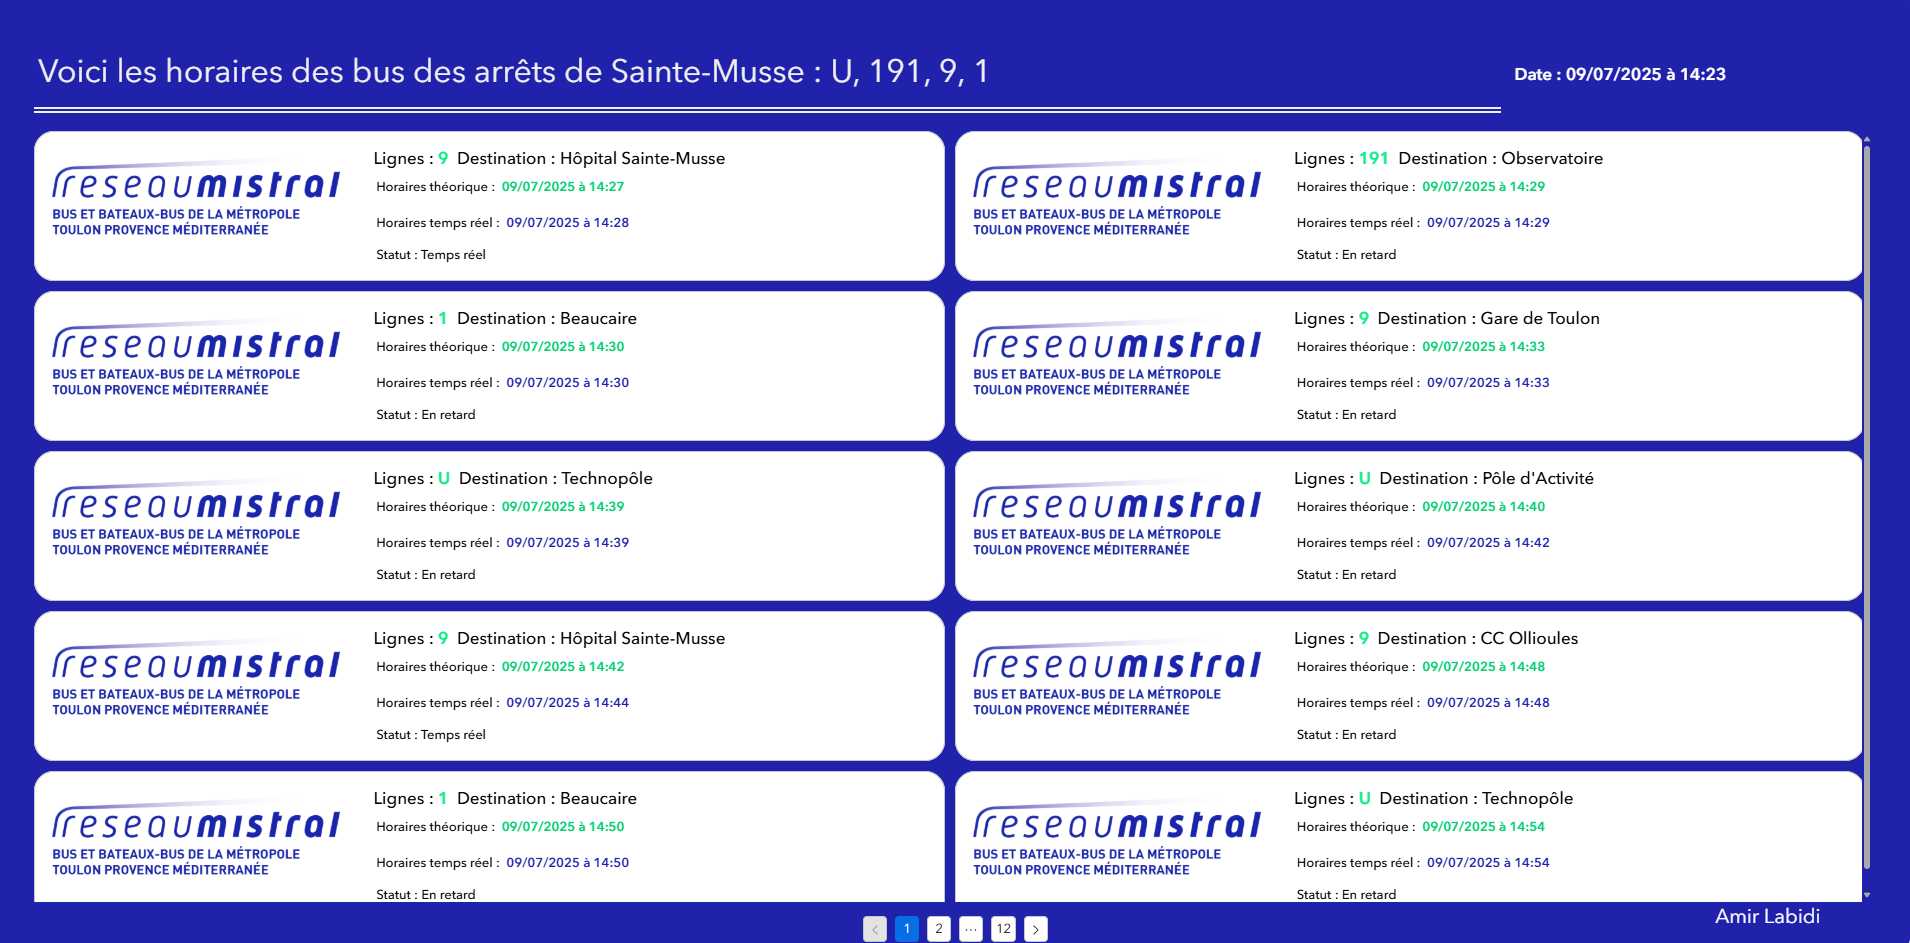 Voici les horaires des bus des arrêts de Sainte-Musse : U, 191, 9, 1
Date : 09/07/2025 à 14:23
reseaumistral
BUS ET BATEAUX-BUS DE LA MÉTROPOLE
TOULON PROVENCE MÉDITERRANÉE
Lignes : 9 Destination : Hôpital Sainte-Musse
Horaires théorique : 09/07/2025 à 14:27
Horaires temps réel : 09/07/2025 à 14:28
Statut : Temps réel
reseaumistral
BUS ET BATEAUX-BUS DE LA MÉTROPOLE
TOULON PROVENCE MÉDITERRANÉE
Lignes : 191 Destination : Observatoire
Horaires théorique : 09/07/2025 à 14:29
Horaires temps réel : 09/07/2025 à 14:29
Statut : En retard
reseaumistral
BUS ET BATEAUX-BUS DE LA MÉTROPOLE
TOULON PROVENCE MÉDITERRANÉE
Lignes : 1 Destination : Beaucaire
Horaires théorique : 09/07/2025 à 14:30
Horaires temps réel : 09/07/2025 à 14:30
Statut : En retard
reseaumistral
BUS ET BATEAUX-BUS DE LA MÉTROPOLE
TOULON PROVENCE MÉDITERRANÉE
Lignes : 9 Destination : Gare de Toulon
Horaires théorique : 09/07/2025 à 14:33
Horaires temps réel : 09/07/2025 à 14:33
Statut : En retard
reseaumistral
BUS ET BATEAUX-BUS DE LA MÉTROPOLE
TOULON PROVENCE MÉDITERRANÉE
Lignes : U Destination : Technopôle
Horaires théorique : 09/07/2025 à 14:39
Horaires temps réel : 09/07/2025 à 14:39
Statut : En retard
reseaumistral
BUS ET BATEAUX-BUS DE LA MÉTROPOLE
TOULON PROVENCE MÉDITERRANÉE
Lignes : U Destination : Pôle d'Activité
Horaires théorique : 09/07/2025 à 14:40
Horaires temps réel : 09/07/2025 à 14:42
Statut : En retard
reseaumistral
BUS ET BATEAUX-BUS DE LA MÉTROPOLE
TOULON PROVENCE MÉDITERRANÉE
Lignes : 9 Destination : Hôpital Sainte-Musse
Horaires théorique : 09/07/2025 à 14:42
Horaires temps réel : 09/07/2025 à 14:44
Statut : Temps réel
reseaumistral
BUS ET BATEAUX-BUS DE LA MÉTROPOLE
TOULON PROVENCE MÉDITERRANÉE
Lignes : 9 Destination : CC Ollioules
Horaires théorique : 09/07/2025 à 14:48
Horaires temps réel : 09/07/2025 à 14:48
Statut : En retard
reseaumistral
BUS ET BATEAUX-BUS DE LA MÉTROPOLE
TOULON PROVENCE MÉDITERRANÉE
Lignes : 1 Destination : Beaucaire
Horaires théorique : 09/07/2025 à 14:50
Horaires temps réel : 09/07/2025 à 14:50
Statut : En retard
reseaumistral
BUS ET BATEAUX-BUS DE LA MÉTROPOLE
TOULON PROVENCE MÉDITERRANÉE
Lignes : U Destination : Technopôle
Horaires théorique : 09/07/2025 à 14:54
Horaires temps réel : 09/07/2025 à 14:54
Statut : En retard
Amir Labidi
< 1 2 ··· 12 >